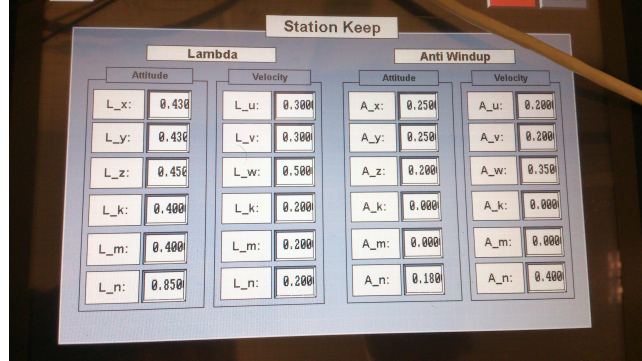 Station Keep
Lambda Anti Windup
Attitude Velocity Attitude Velocity
L_x: 0.430 L_u: 0.300 A_x: 0.250 A_u: 0.200
L_y: 0.430 L_v: 0.300 A_y: 0.250 A_v: 0.200
L_z: 0.450 L_w: 0.500 A_z: 0.200 A_w: 0.350
L_k: 0.400 L_k: 0.200 A_k: 0.000 A_k: 0.000
L_m: 0.400 L_m: 0.200 A_m: 0.000 A_m: 0.000
L_n: 0.850 L_n: 0.200 A_n: 0.180 A_n: 0.400